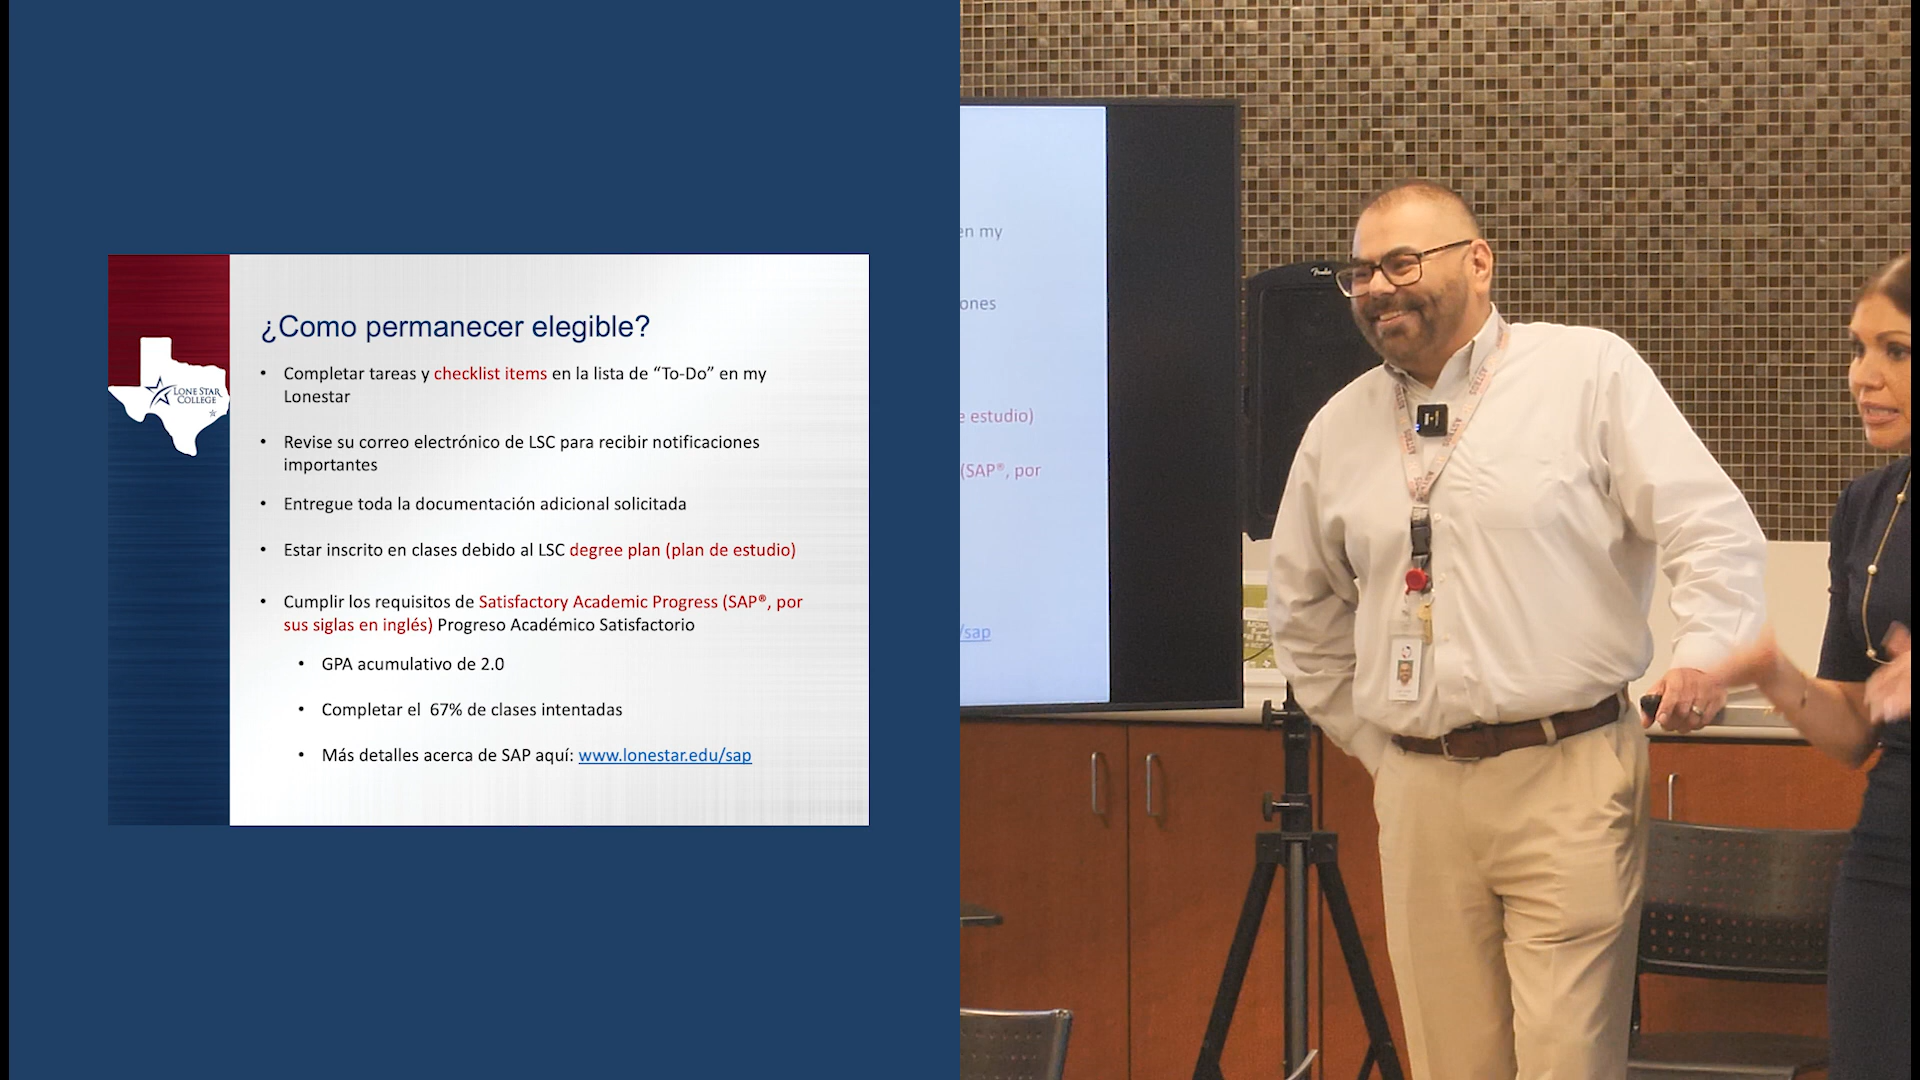 ¿Como permanecer elegible?
• Completar tareas y checklist items en la lista de “To-Do” en my
Lonestar
• Revise su correo electrónico de LSC para recibir notificaciones
importantes
• Entregue toda la documentación adicional solicitada
• Estar inscrito en clases debido al LSC degree plan (plan de estudio)
• Cumplir los requisitos de Satisfactory Academic Progress (SAP®, por
sus siglas en inglés) Progreso Académico Satisfactorio
• GPA acumulativo de 2.0
• Completar el 67% de clases intentadas
• Más detalles acerca de SAP aquí: www.lonestar.edu/sap
LONE STAR
COLLEGE
en my
ones
e estudio)
(SAP®, por
/sap
Fender
ASTROS